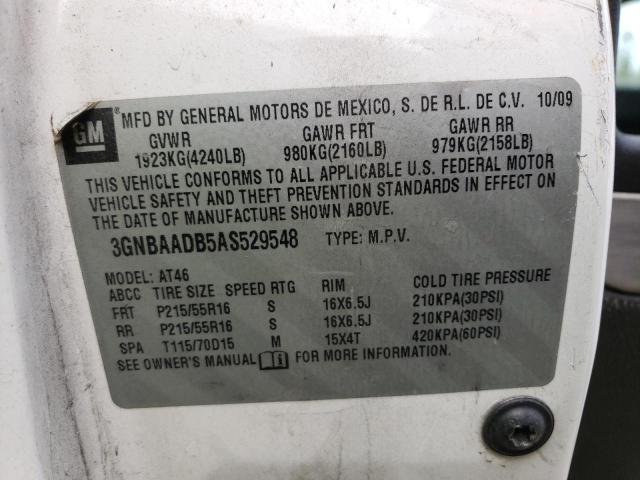 GM MFD BY GENERAL MOTORS DE MEXICO, S. DE R.L. DE C.V. 10/09
GVWR GAWR FRT GAWR RR
1923KG(4240LB) 980KG(2160LB) 979KG(2158LB)
THIS VEHICLE CONFORMS TO ALL APPLICABLE U.S. FEDERAL MOTOR
VEHICLE SAFETY AND THEFT PREVENTION STANDARDS IN EFFECT ON
THE DATE OF MANUFACTURE SHOWN ABOVE.
3GNBAADB5AS529548 TYPE: M.P.V.
MODEL: AT46
ABCC TIRE SIZE SPEED RTG RIM COLD TIRE PRESSURE
FRT P215/55R16 S 16X6.5J 210KPA(30PSI)
RR P215/55R16 S 16X6.5J 210KPA(30PSI)
SPA T115/70D15 M 15X4T 420KPA(60PSI)
SEE OWNER'S MANUAL FOR MORE INFORMATION.